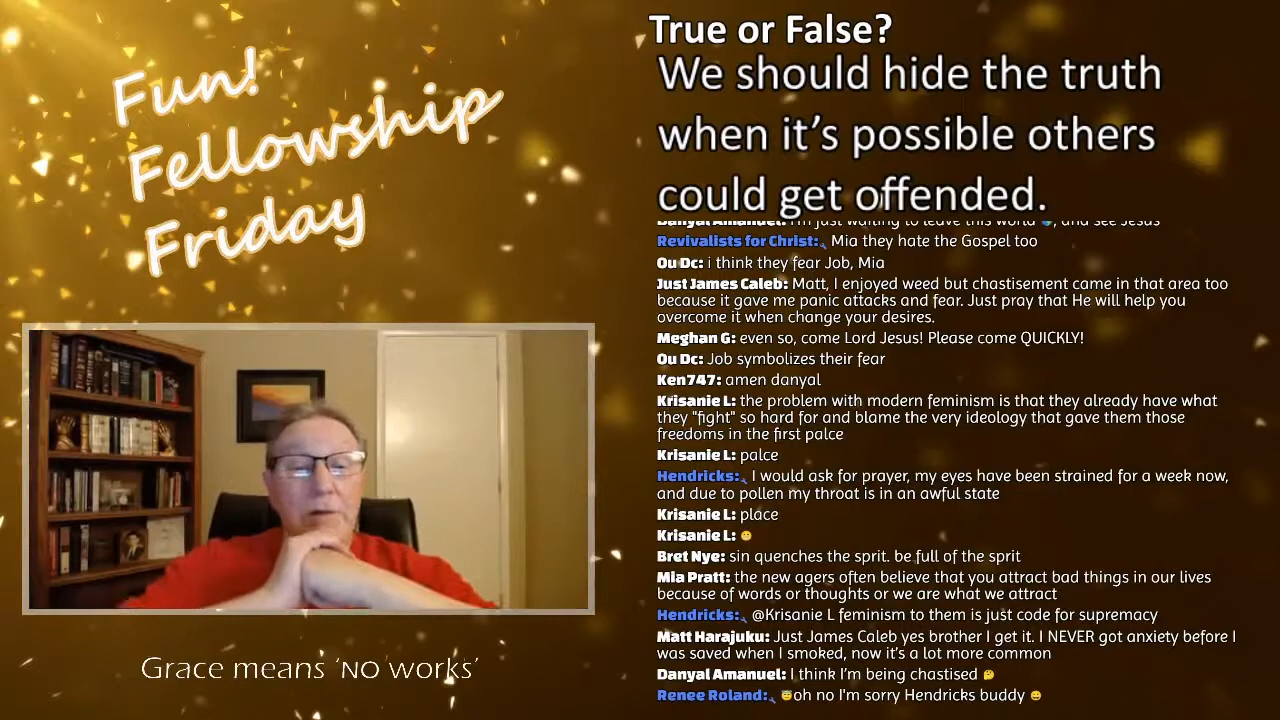 Fun!
Fellowship
Friday
Grace means ‘NO works’
True or False?
We should hide the truth
when it’s possible others
could get offended.
Danyal Amanuel: I'm just waiting to leave this world 🌏, and see Jesus
Revivalists for Christ: Mia they hate the Gospel too
Ou Dc: i think they fear Job, Mia
Just James Caleb: Matt, I enjoyed weed but chastisement came in that area too
because it gave me panic attacks and fear. Just pray that He will help you
overcome it when change your desires.
Meghan G: even so, come Lord Jesus! Please come QUICKLY!
Ou Dc: Job symbolizes their fear
Ken747: amen danyal
Krisanie L: the problem with modern feminism is that they already have what
they "fight" so hard for and blame the very ideology that gave them those
freedoms in the first palce
Krisanie L: palce
Hendricks: I would ask for prayer, my eyes have been strained for a week now,
and due to pollen my throat is in an awful state
Krisanie L: place
Krisanie L: 😬
Bret Nye: sin quenches the sprit. be full of the sprit
Mia Pratt: the new agers often believe that you attract bad things in our lives
because of words or thoughts or we are what we attract
Hendricks: @Krisanie L feminism to them is just code for supremacy
Matt Harajuku: Just James Caleb yes brother I get it. I NEVER got anxiety before I
was saved when I smoked, now it's a lot more common
Danyal Amanuel: I think I'm being chastised 🤔
Renee Roland: 😇oh no I'm sorry Hendricks buddy 😄